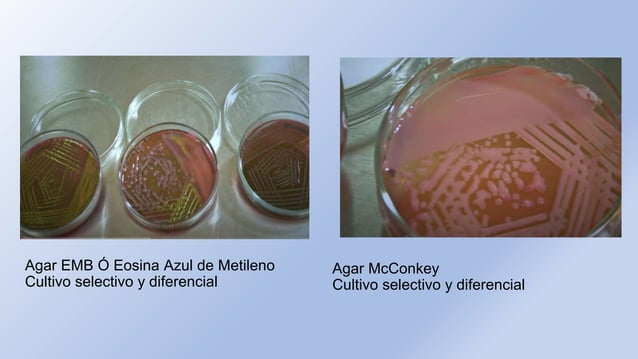 Agar EMB Ó Eosina Azul de Metileno
Cultivo selectivo y diferencial
Agar McConkey
Cultivo selectivo y diferencial